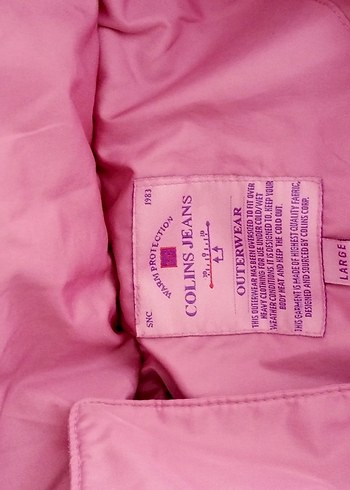 1983
WARM PROTECTION
SNC
COLINS JEANS
OUTERWEAR
THIS OUTERWEAR HAS BEEN OVERSIZED TO FIT OVER
HEAVY CLOTHING FOR USE UNDER COLD/WET
WEATHER CONDITIONS. IT IS DESIGNED TO, KEEP YOUR
BODY HEAT AND KEEP THE COLD OUT.
THIS GARMENT IS MADE OF HIGHEST QUALITY FABRIC,
DESIGNED AND SOURCED BY COLINS CORP.
LARGE